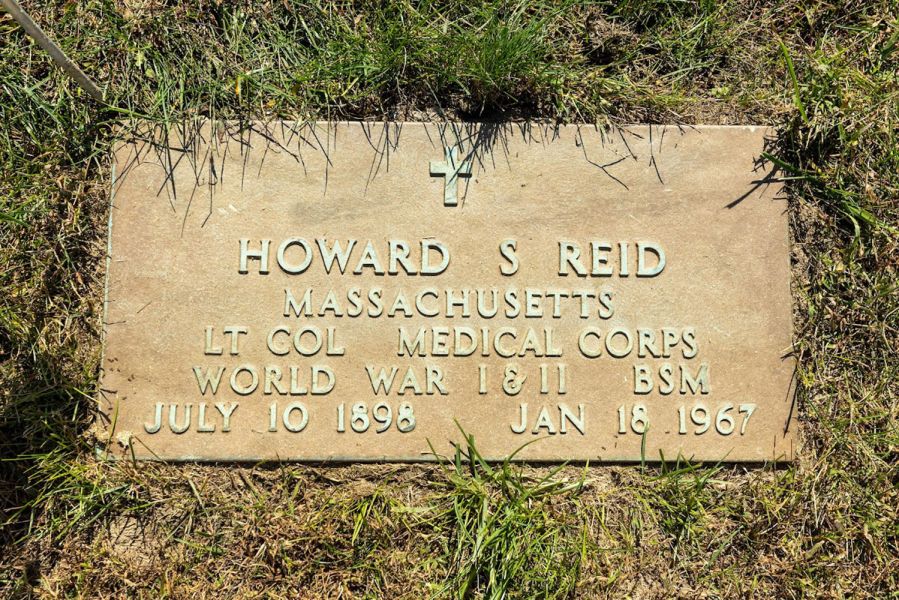 HOWARD S REID
MASSACHUSETTS
LT COL MEDICAL CORPS
WORLD WAR I & II BSM
JULY 10 1898 JAN 18 1967